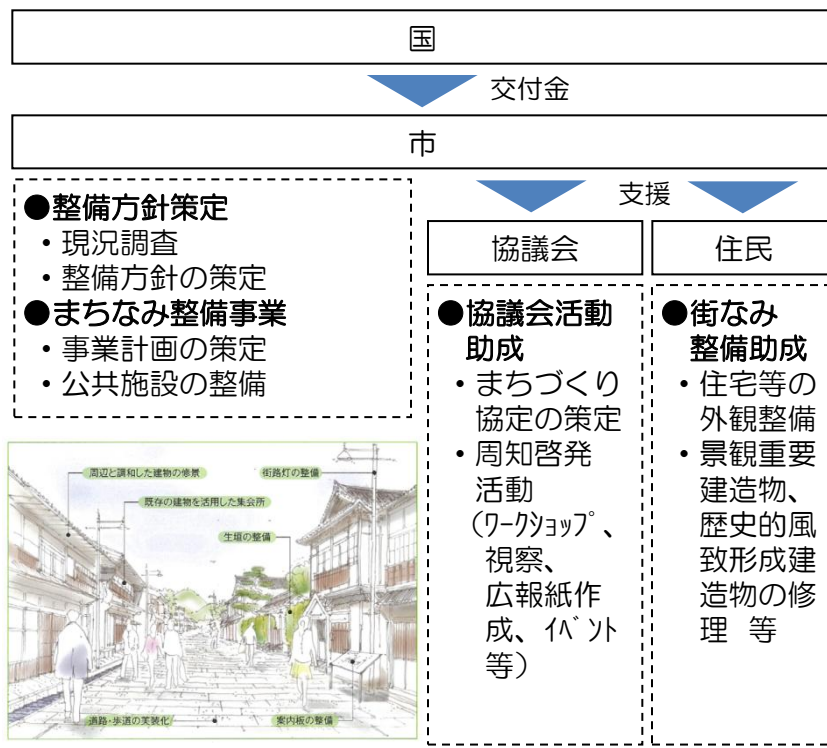 国
交付金
市
●整備方針策定
・現況調査
・整備方針の策定
●まちなみ整備事業
・事業計画の策定
・公共施設の整備
支援
協議会
●協議会活動
助成
・まちづくり
協定の策定
・周知啓発
活動
（ﾜｰｸｼｮｯﾌﾟ、
視察、
広報紙作
成、ｲﾍﾞﾝﾄ
等）
住民
●街なみ
整備助成
・住宅等の
外観整備
・景観重要
建造物、
歴史的風
致形成建
造物の修
理 等
周辺と調和した建物の修景
街路灯の整備
既存の建物を活用した集会所
生垣の整備
道路・歩道の美装化
案内板の整備